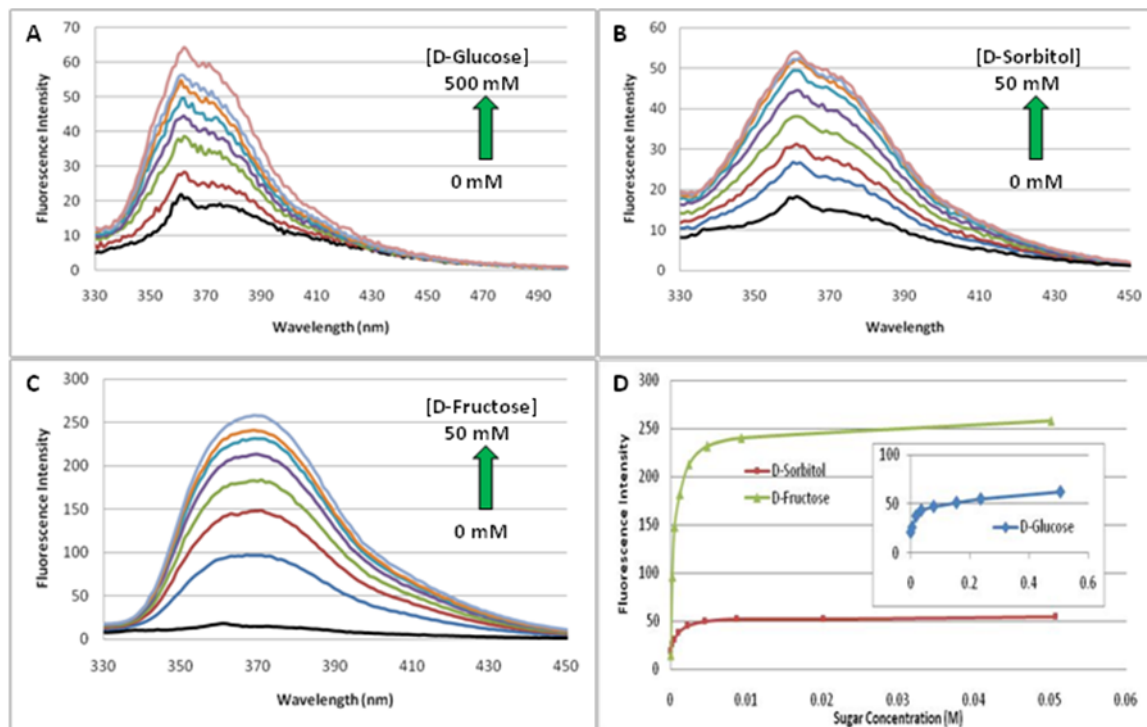 A
[D-Glucose]
500 mM
0 mM
Fluorescence Intensity
70
60
50
40
30
20
10
0
330 350 370 390 410 430 450 470 490
Wavelength (nm)
B
[D-Sorbitol]
50 mM
0 mM
Fluorescence Intensity
60
50
40
30
20
10
0
330 350 370 390 410 430 450
Wavelength
C
[D-Fructose]
50 mM
0 mM
Fluorescence Intensity
300
250
200
150
100
50
0
330 350 370 390 410 430 450
Wavelength (nm)
D
Fluorescence Intensity
300
250
200
150
100
50
0
D-Sorbitol
D-Fructose
100
50
0
D-Glucose
0 0.2 0.4 0.6
0 0.01 0.02 0.03 0.04 0.05 0.06
Sugar Concentration (M)